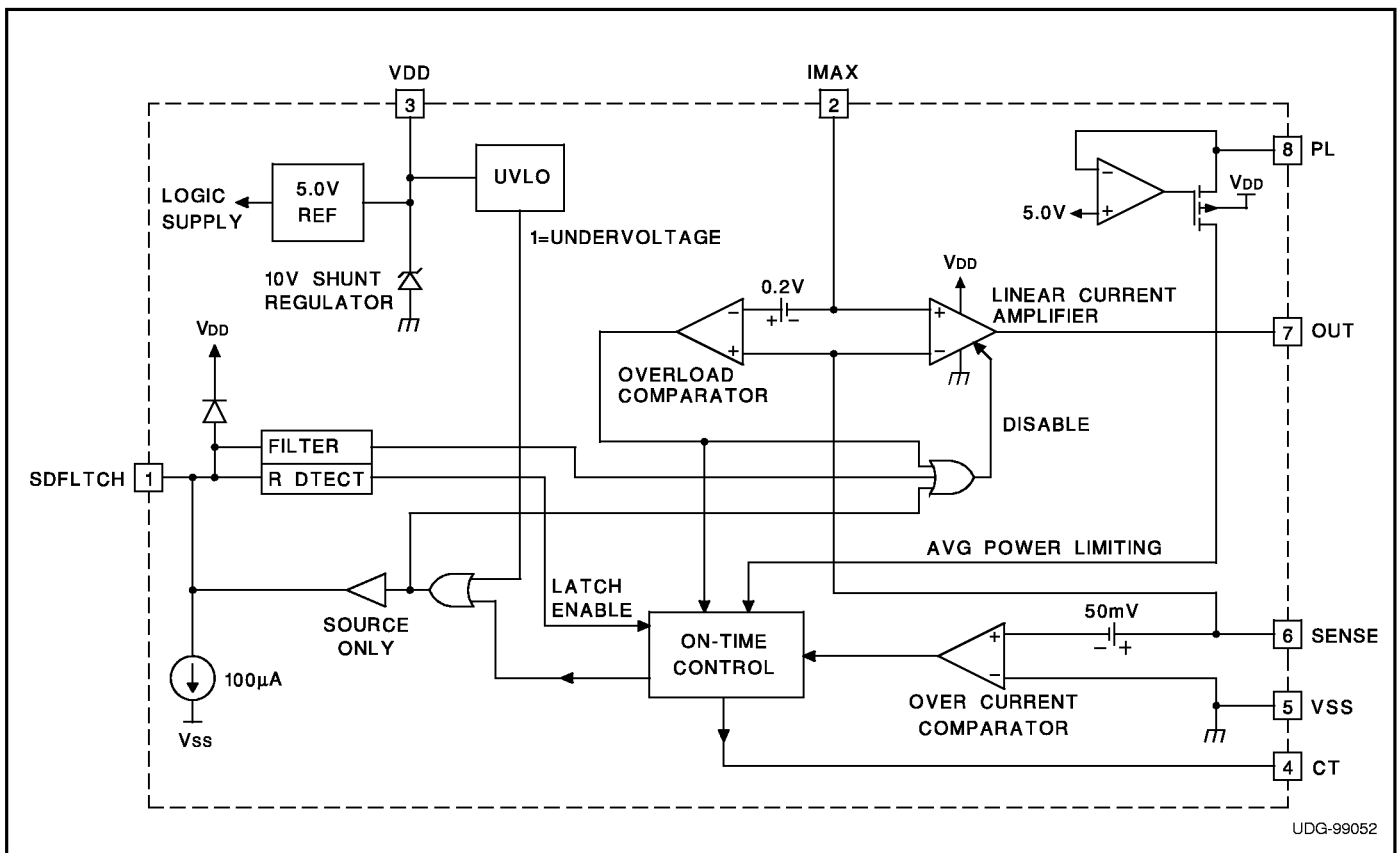 VDD
3
IMAX
2
8
PL
LOGIC
SUPPLY
5.0V
REF
UVLO
-
+
5.0V
VDD
1=UNDERVOLTAGE
10V SHUNT
REGULATOR
VDD
0.2V
+ -
-
+
VDD
+
-
LINEAR CURRENT
AMPLIFIER
7
OUT
OVERLOAD
COMPARATOR
DISABLE
FILTER
R DTECT
SDFLTCH
1
AVG POWER LIMITING
LATCH
ENABLE
SOURCE
ONLY
ON-TIME
CONTROL
50mV
- +
+
-
6
SENSE
100µA
VSS
OVER CURRENT
COMPARATOR
5
VSS
4
CT
UDG-99052